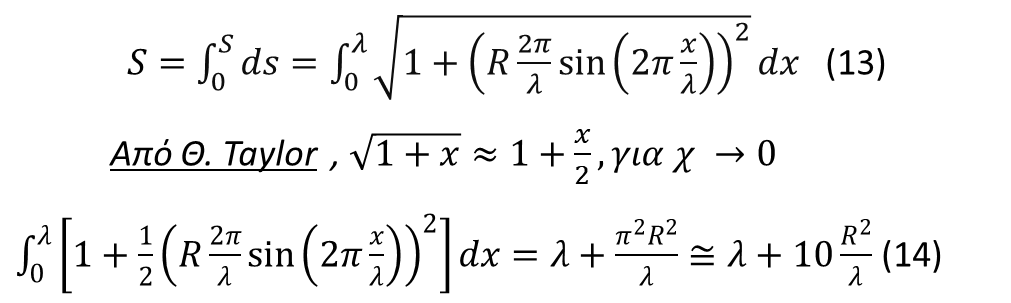 S = ∫₀^S ds = ∫₀^λ √(1 + (R 2π/λ sin(2π x/λ))²) dx (13)
Από Θ. Taylor , √(1 + x) ≈ 1 + x/2 , για χ → 0
∫₀^λ [1 + 1/2 (R 2π/λ sin(2π x/λ))²] dx = λ + π²R²/λ ≅ λ + 10 R²/λ (14)